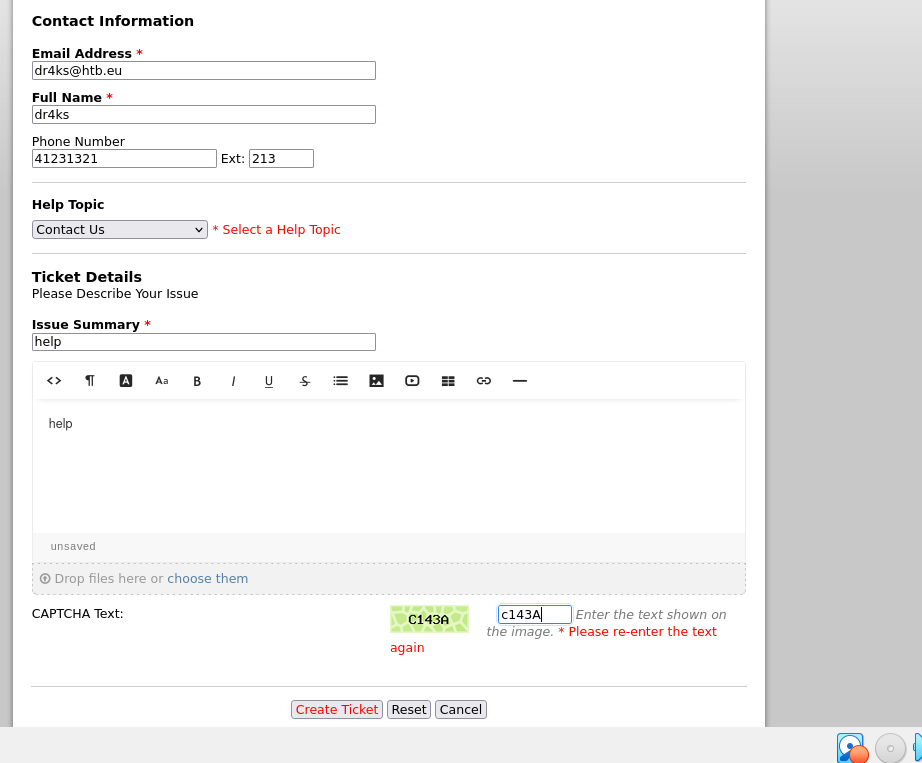 Contact Information
Email Address *
dr4ks@htb.eu
Full Name *
dr4ks
Phone Number
41231321 Ext: 213
Help Topic
Contact Us * Select a Help Topic
Ticket Details
Please Describe Your Issue
Issue Summary *
help
<> ¶ A Aa B I U S
help
unsaved
Drop files here or choose them
CAPTCHA Text: C143A c143A Enter the text shown on
the image. * Please re-enter the text
again
Create Ticket Reset Cancel